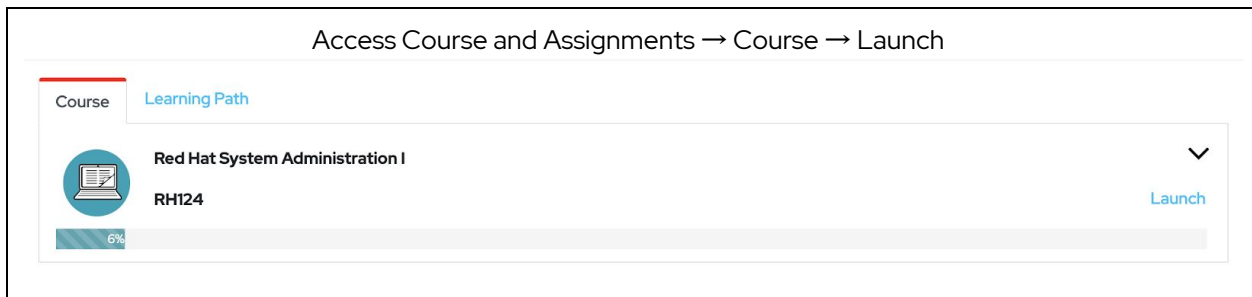 Access Course and Assignments → Course → Launch
Course
Learning Path
Red Hat System Administration I
RH124
Launch
6%